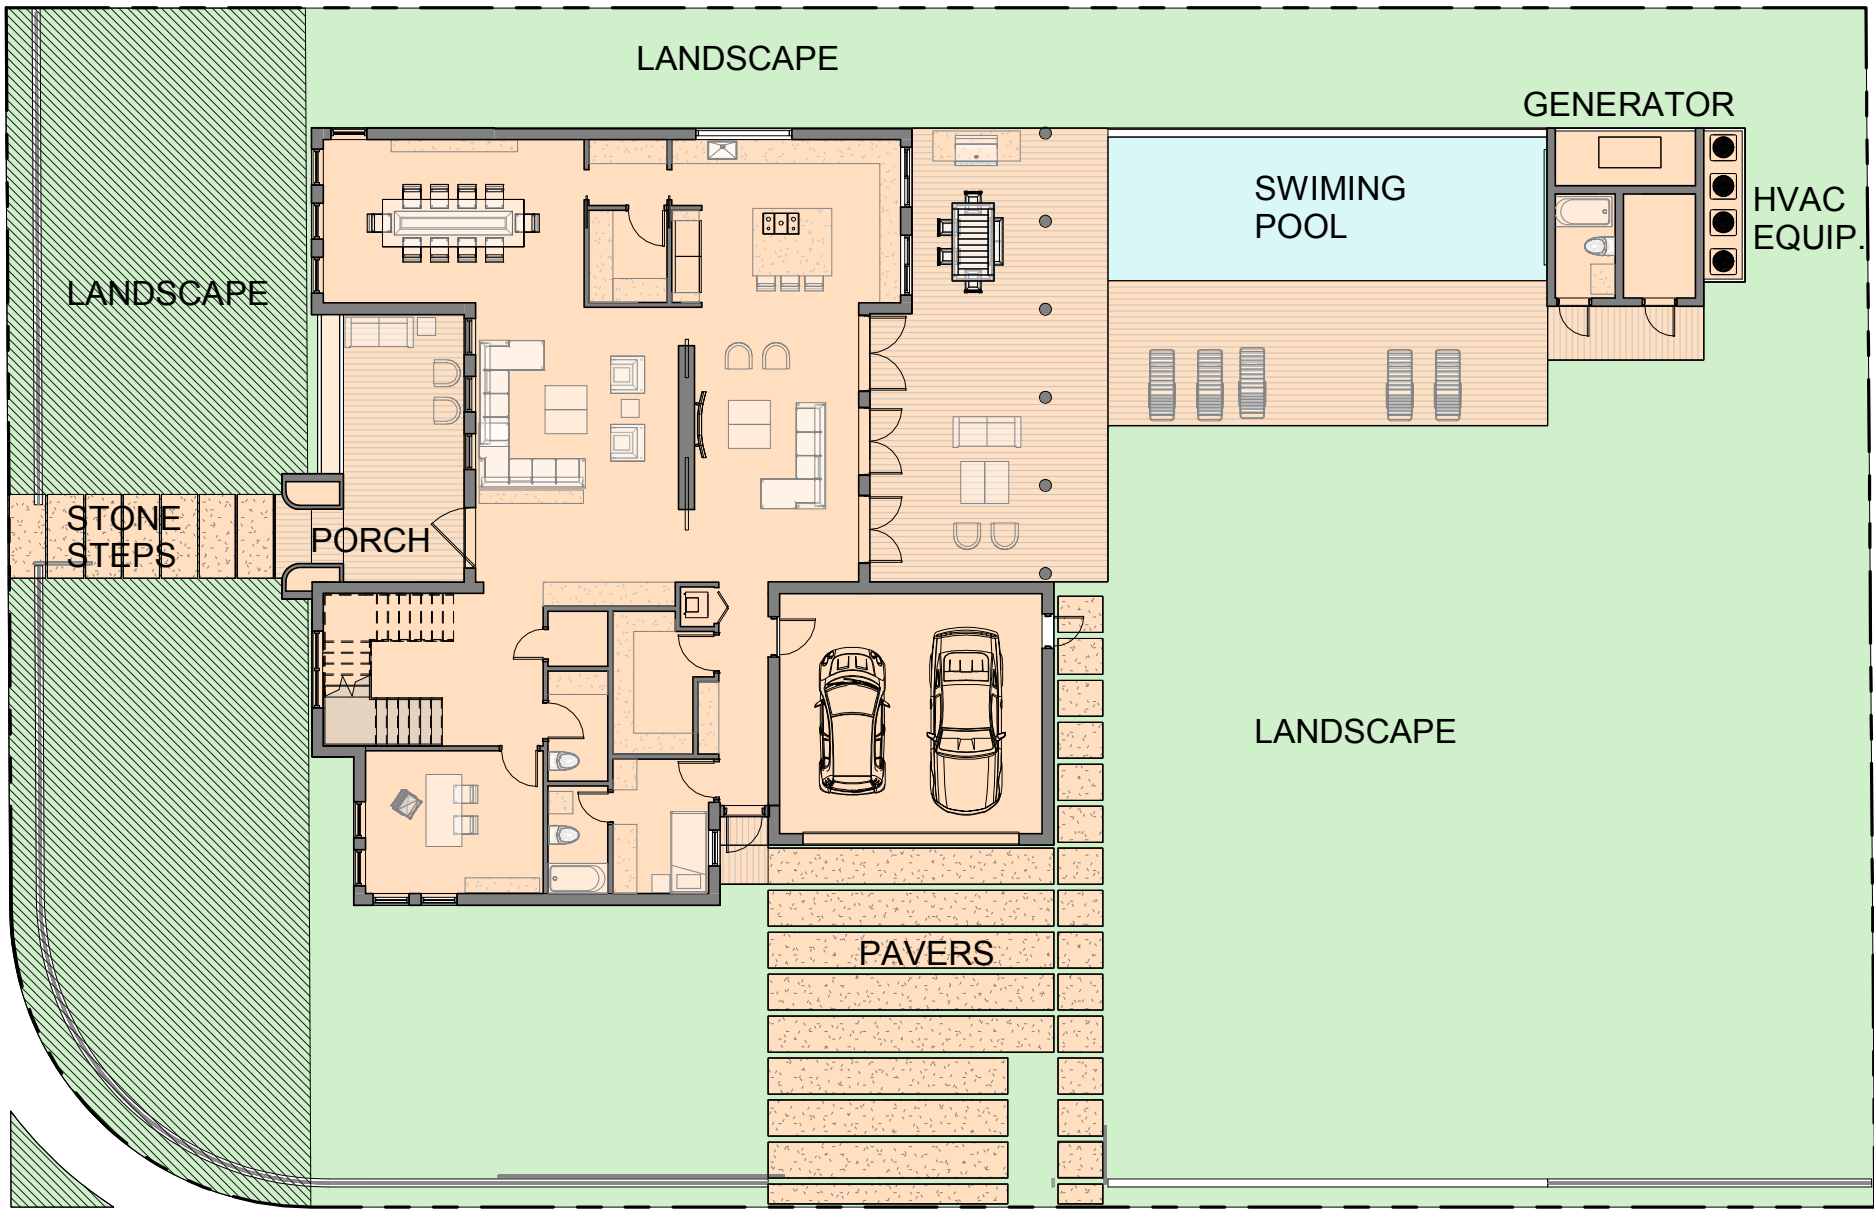 LANDSCAPE
GENERATOR
SWIMING
POOL
HVAC
EQUIP.
LANDSCAPE
STONE
STEPS
PORCH
LANDSCAPE
PAVERS